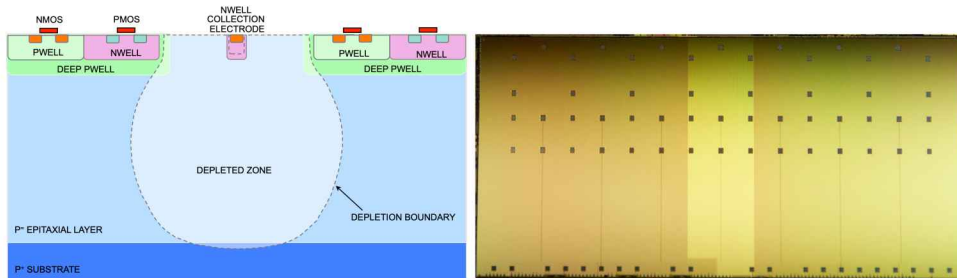 NMOS
PMOS
NWELL
COLLECTION
ELECTRODE
PWELL
NWELL
PWELL
NWELL
DEEP PWELL
DEEP PWELL
DEPLETED ZONE
DEPLETION BOUNDARY
P⁼ EPITAXIAL LAYER
P⁺ SUBSTRATE